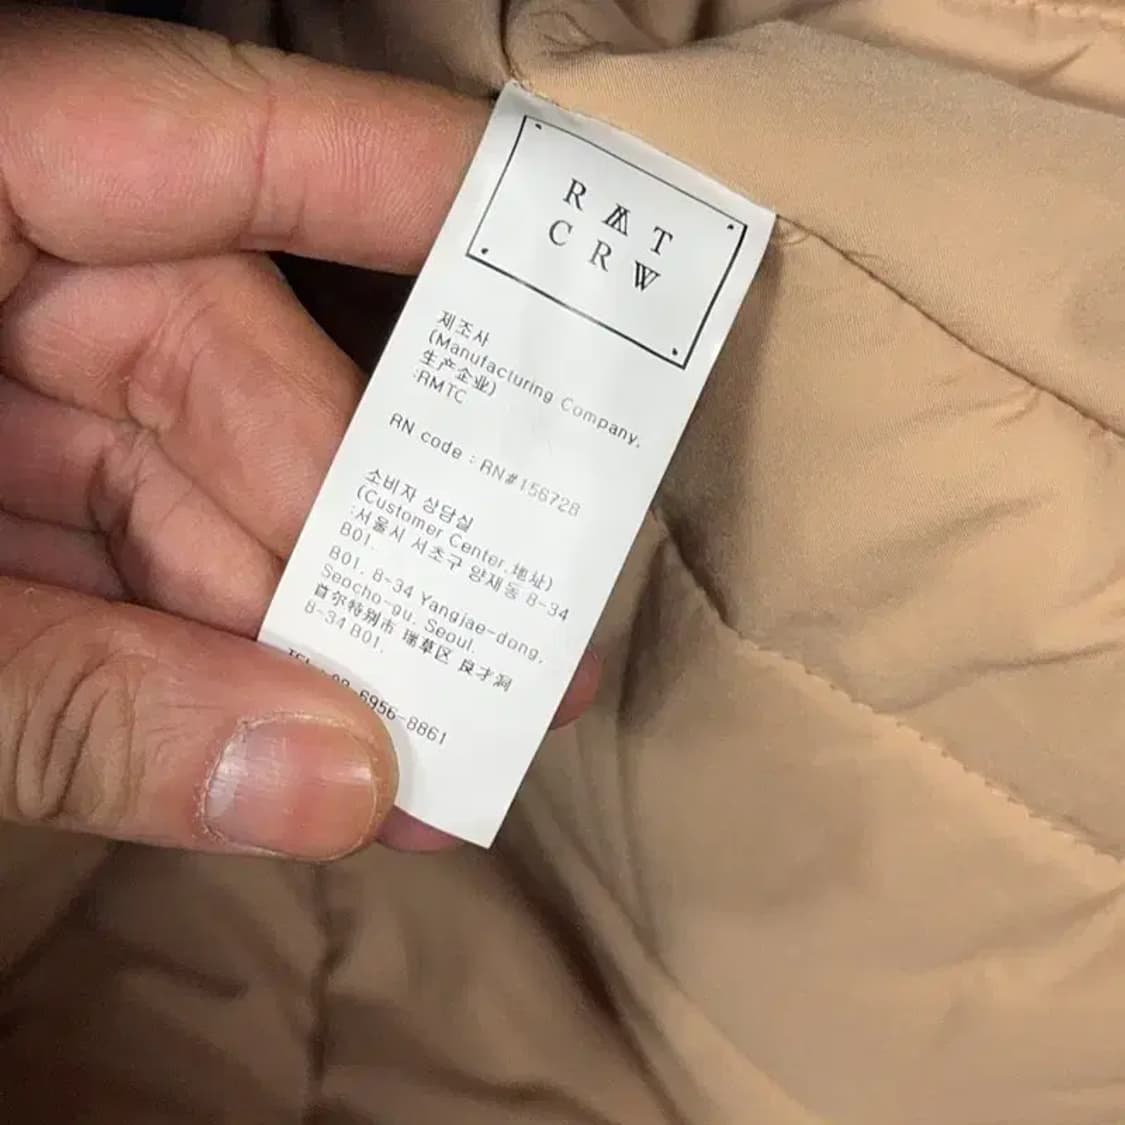 RAT
CRW
제조사
(Manufacturing Company,
生产企业)
:RMTC
RN code : RN#156728
소비자 상담실
(Customer Center,地址)
:서울시 서초구 양재동 8-34
B01.
B01, 8-34 Yangjae-dong,
Seocho-gu, Seoul.
首尔特别市 瑞草区 良才洞
8-34 B01.
6956-8861